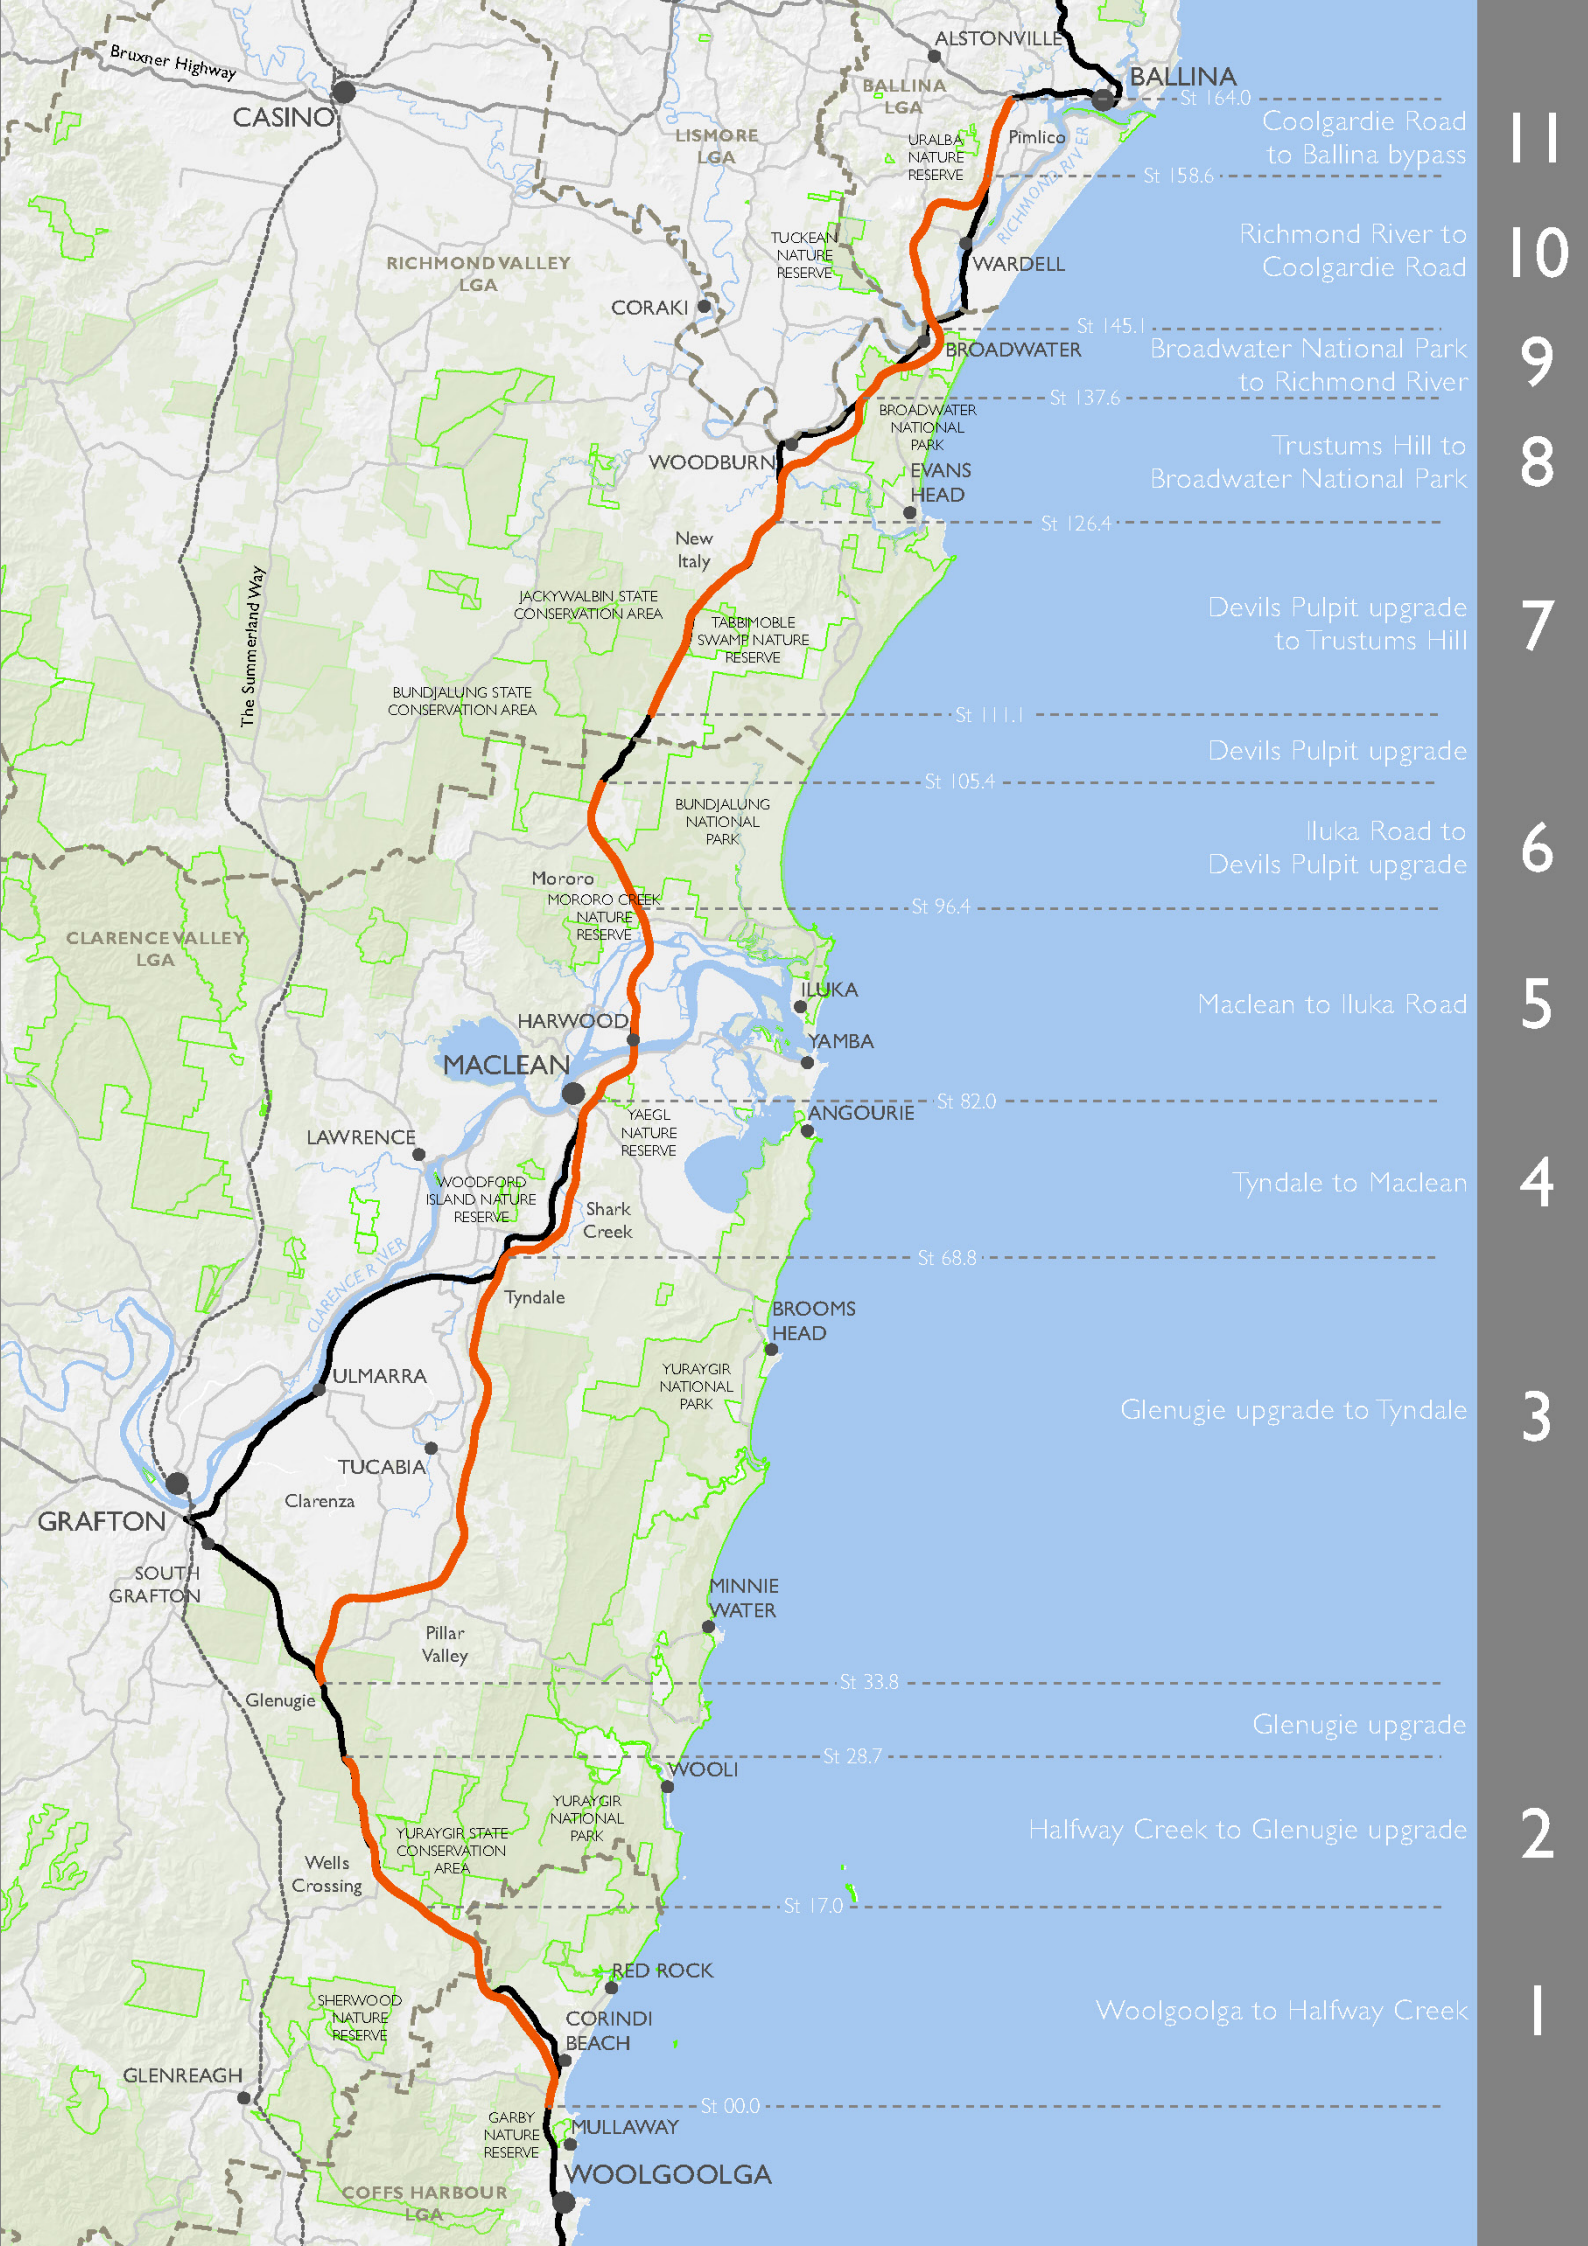 ALSTONVILLE
Bruxner Highway
BALLINA
BALLINA
LGA
St 164.0
CASINO
Coolgardie Road
to Ballina bypass
11
LISMORE
LGA
URALBA
NATURE
RESERVE
Pimlico
RICHMOND RIVER
St 158.6
TUCKEAN
NATURE
RESERVE
Richmond River to
Coolgardie Road
10
RICHMOND VALLEY
LGA
WARDELL
CORAKI
St 145.1
BROADWATER
Broadwater National Park
to Richmond River
9
St 137.6
BROADWATER
NATIONAL
PARK
WOODBURN
Trustums Hill to
Broadwater National Park
8
EVANS
HEAD
St 126.4
New
Italy
The Summerland Way
JACKYWALBIN STATE
CONSERVATION AREA
TABBIMOBLE
SWAMP NATURE
RESERVE
Devils Pulpit upgrade
to Trustums Hill
7
BUNDJALUNG STATE
CONSERVATION AREA
St 111.1
Devils Pulpit upgrade
St 105.4
BUNDJALUNG
NATIONAL
PARK
Iluka Road to
Devils Pulpit upgrade
6
Mororo
MORORO CREEK
NATURE
RESERVE
St 96.4
CLARENCE VALLEY
LGA
ILUKA
Maclean to Iluka Road
5
HARWOOD
YAMBA
MACLEAN
St 82.0
ANGOURIE
YAEGL
NATURE
RESERVE
LAWRENCE
WOODFORD
ISLAND NATURE
RESERVE
Tyndale to Maclean
4
Shark
Creek
CLARENCE RIVER
St 68.8
Tyndale
BROOMS
HEAD
ULMARRA
YURAYGIR
NATIONAL
PARK
Glenugie upgrade to Tyndale
3
TUCABIA
Clarenza
GRAFTON
SOUTH
GRAFTON
MINNIE
WATER
Pillar
Valley
St 33.8
Glenugie
Glenugie upgrade
St 28.7
WOOLI
YURAYGIR
NATIONAL
PARK
YURAYGIR STATE
CONSERVATION
AREA
Halfway Creek to Glenugie upgrade
2
Wells
Crossing
St 17.0
RED ROCK
SHERWOOD
NATURE
RESERVE
CORINDI
BEACH
Woolgoolga to Halfway Creek
1
GLENREAGH
St 00.0
GARBY
NATURE
RESERVE
MULLAWAY
WOOLGOOLGA
COFFS HARBOUR
LGA